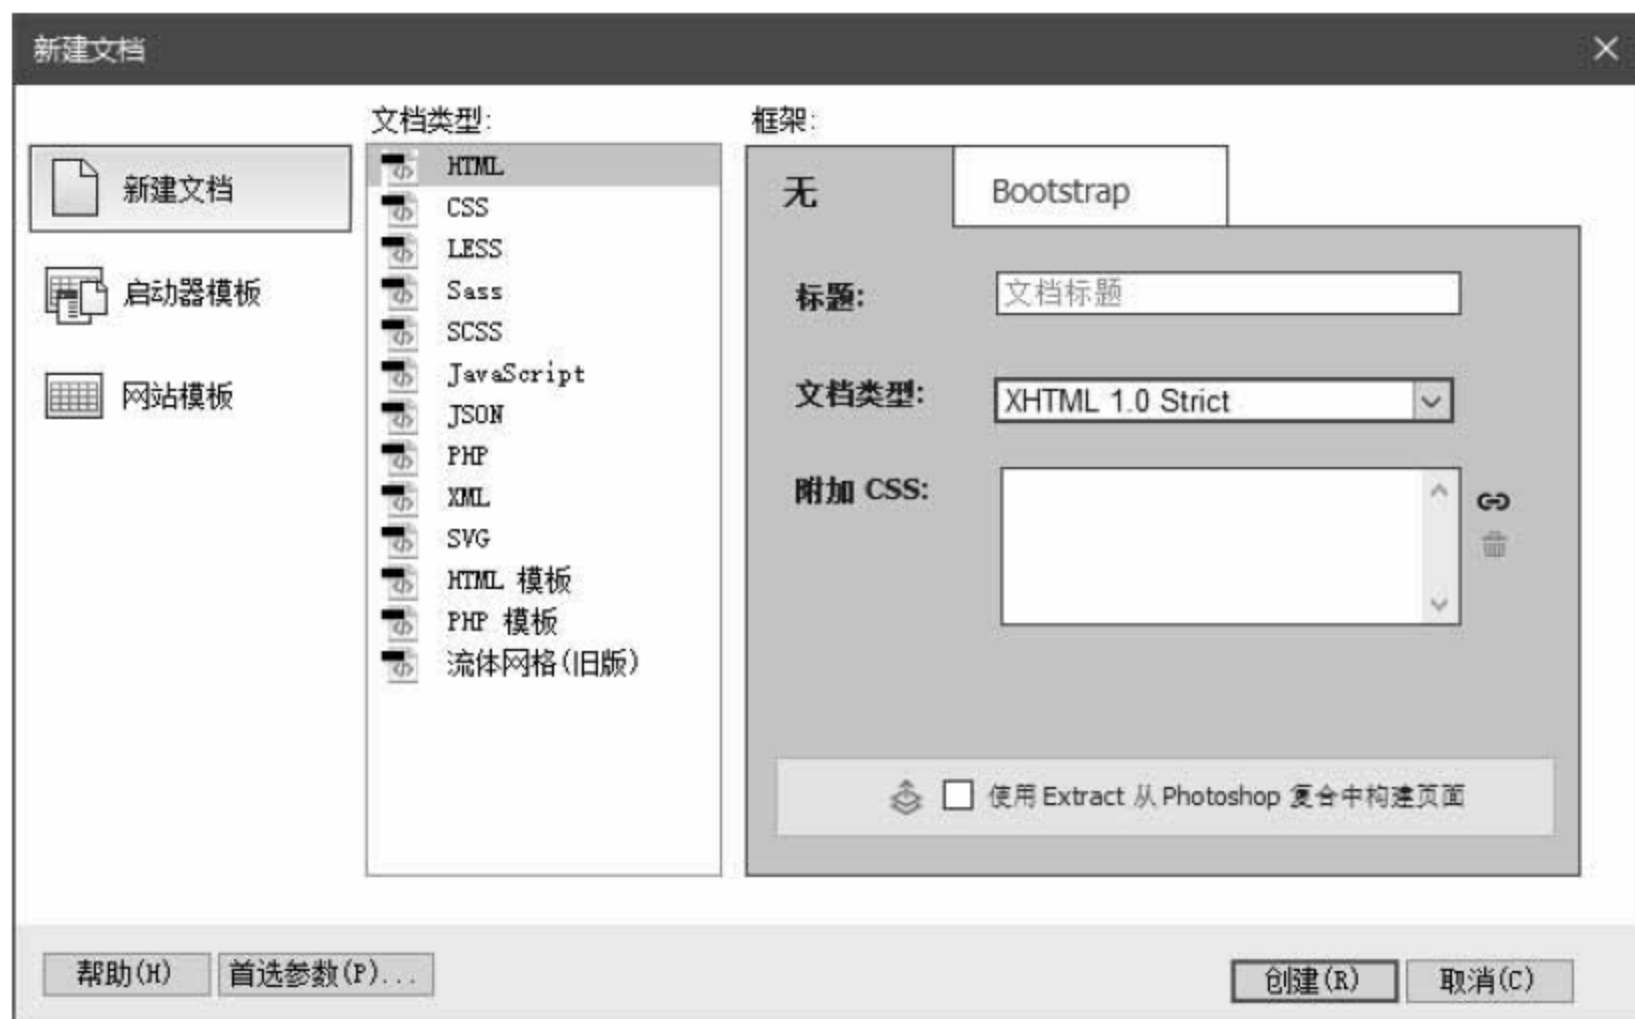 新建文档
新建文档
启动器模板
网站模板
文档类型:
HTML
CSS
LESS
Sass
SCSS
JavaScript
JSON
PHP
XML
SVG
HTML 模板
PHP 模板
流体网格(旧版)
框架:
无
Bootstrap
标题:
文档标题
文档类型:
XHTML 1.0 Strict
附加 CSS:
使用 Extract 从 Photoshop 复合中构建页面
帮助(H)
首选参数(P)...
创建(R)
取消(C)